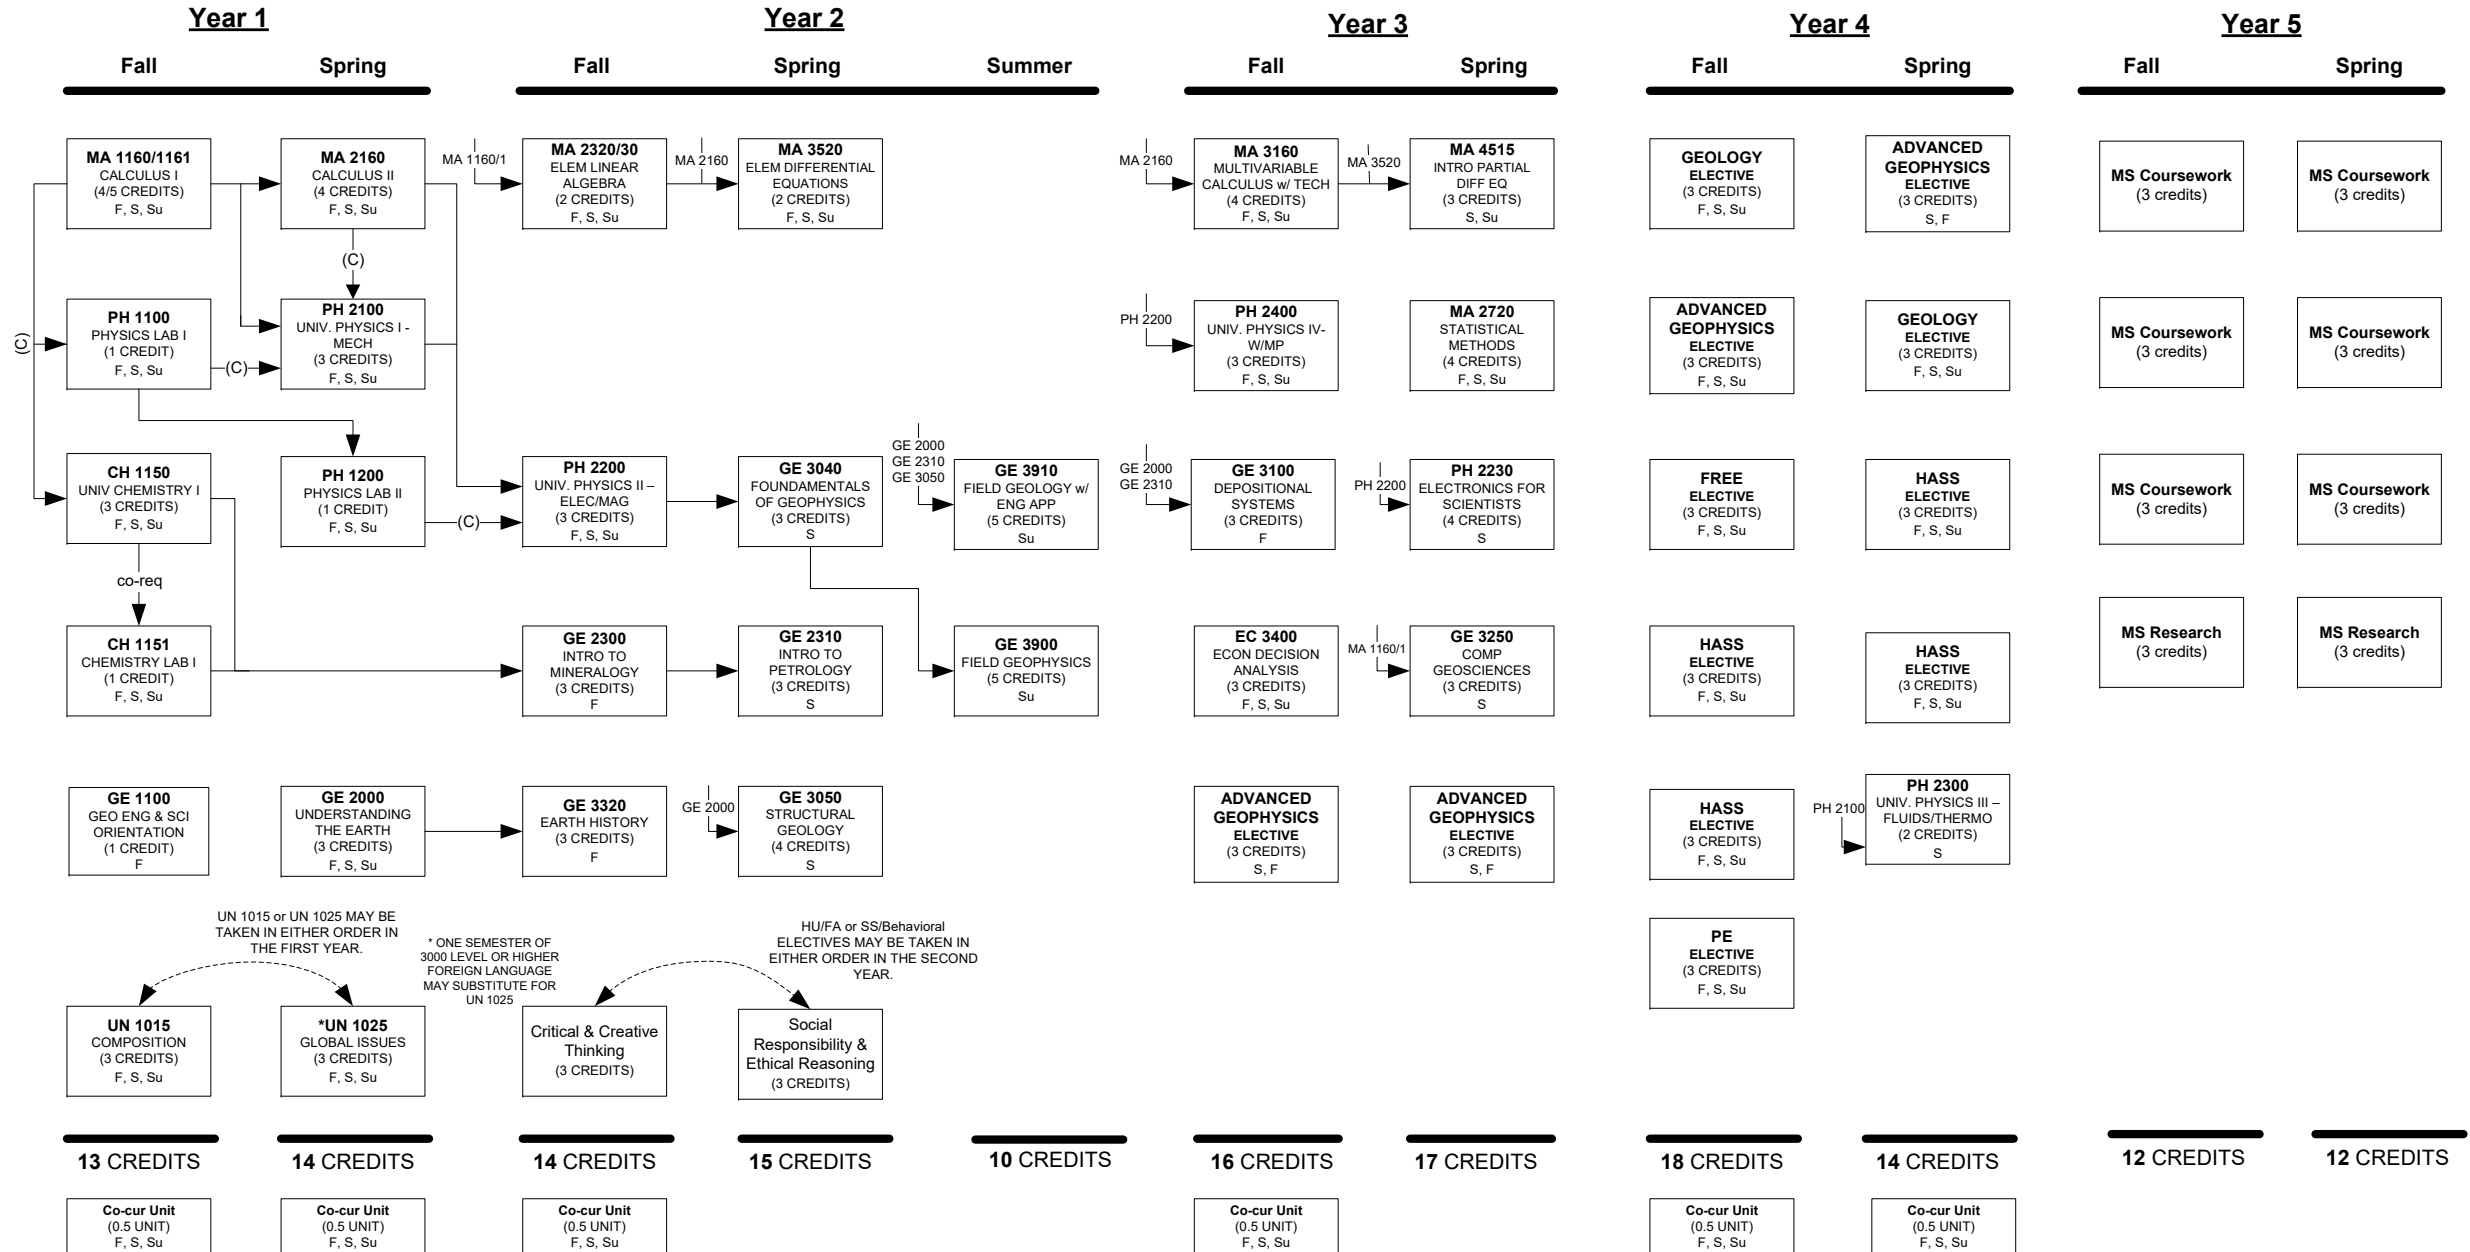 Year 1
Year 2
Year 3
Year 4
Year 5
Fall
Spring
Fall
Spring
Summer
Fall
Spring
Fall
Spring
Fall
Spring
MA 1160/1161
CALCULUS I
(4/5 CREDITS)
F, S, Su
MA 2160
CALCULUS II
(4 CREDITS)
F, S, Su
MA 1160/1
MA 2320/30
ELEM LINEAR
ALGEBRA
(2 CREDITS)
F, S, Su
MA 2160
MA 3520
ELEM DIFFERENTIAL
EQUATIONS
(2 CREDITS)
F, S, Su
MA 2160
MA 3160
MULTIVARIABLE
CALCULUS w/ TECH
(4 CREDITS)
F, S, Su
MA 3520
MA 4515
INTRO PARTIAL
DIFF EQ
(3 CREDITS)
S, Su
GEOLOGY
ELECTIVE
(3 CREDITS)
F, S, Su
ADVANCED
GEOPHYSICS
ELECTIVE
(3 CREDITS)
S, F
MS Coursework
(3 credits)
MS Coursework
(3 credits)
(C)
(C)
PH 1100
PHYSICS LAB I
(1 CREDIT)
F, S, Su
(C)
PH 2100
UNIV. PHYSICS I -
MECH
(3 CREDITS)
F, S, Su
PH 2200
PH 2400
UNIV. PHYSICS IV-
W/MP
(3 CREDITS)
F, S, Su
MA 2720
STATISTICAL
METHODS
(4 CREDITS)
F, S, Su
ADVANCED
GEOPHYSICS
ELECTIVE
(3 CREDITS)
F, S, Su
GEOLOGY
ELECTIVE
(3 CREDITS)
F, S, Su
MS Coursework
(3 credits)
MS Coursework
(3 credits)
CH 1150
UNIV CHEMISTRY I
(3 CREDITS)
F, S, Su
PH 1200
PHYSICS LAB II
(1 CREDIT)
F, S, Su
(C)
PH 2200
UNIV. PHYSICS II –
ELEC/MAG
(3 CREDITS)
F, S, Su
GE 3040
FOUNDAMENTALS
OF GEOPHYSICS
(3 CREDITS)
S
GE 2000
GE 2310
GE 3050
GE 3910
FIELD GEOLOGY w/
ENG APP
(5 CREDITS)
Su
GE 2000
GE 2310
GE 3100
DEPOSITIONAL
SYSTEMS
(3 CREDITS)
F
PH 2200
PH 2230
ELECTRONICS FOR
SCIENTISTS
(4 CREDITS)
S
FREE
ELECTIVE
(3 CREDITS)
F, S, Su
HASS
ELECTIVE
(3 CREDITS)
F, S, Su
MS Coursework
(3 credits)
MS Coursework
(3 credits)
co-req
CH 1151
CHEMISTRY LAB I
(1 CREDIT)
F, S, Su
GE 2300
INTRO TO
MINERALOGY
(3 CREDITS)
F
GE 2310
INTRO TO
PETROLOGY
(3 CREDITS)
S
GE 3900
FIELD GEOPHYSICS
(5 CREDITS)
Su
EC 3400
ECON DECISION
ANALYSIS
(3 CREDITS)
F, S, Su
MA 1160/1
GE 3250
COMP
GEOSCIENCES
(3 CREDITS)
S
HASS
ELECTIVE
(3 CREDITS)
F, S, Su
HASS
ELECTIVE
(3 CREDITS)
F, S, Su
MS Research
(3 credits)
MS Research
(3 credits)
GE 1100
GEO ENG & SCI
ORIENTATION
(1 CREDIT)
F
GE 2000
UNDERSTANDING
THE EARTH
(3 CREDITS)
F, S, Su
GE 3320
EARTH HISTORY
(3 CREDITS)
F
GE 2000
GE 3050
STRUCTURAL
GEOLOGY
(4 CREDITS)
S
ADVANCED
GEOPHYSICS
ELECTIVE
(3 CREDITS)
S, F
ADVANCED
GEOPHYSICS
ELECTIVE
(3 CREDITS)
S, F
HASS
ELECTIVE
(3 CREDITS)
F, S, Su
PH 2100
PH 2300
UNIV. PHYSICS III –
FLUIDS/THERMO
(2 CREDITS)
S
UN 1015 or UN 1025 MAY BE
TAKEN IN EITHER ORDER IN
THE FIRST YEAR.
* ONE SEMESTER OF
3000 LEVEL OR HIGHER
FOREIGN LANGUAGE
MAY SUBSTITUTE FOR
UN 1025
HU/FA or SS/Behavioral
ELECTIVES MAY BE TAKEN IN
EITHER ORDER IN THE SECOND
YEAR.
PE
ELECTIVE
(3 CREDITS)
F, S, Su
UN 1015
COMPOSITION
(3 CREDITS)
F, S, Su
*UN 1025
GLOBAL ISSUES
(3 CREDITS)
F, S, Su
Critical & Creative
Thinking
(3 CREDITS)
Social
Responsibility &
Ethical Reasoning
(3 CREDITS)
13 CREDITS
14 CREDITS
14 CREDITS
15 CREDITS
10 CREDITS
16 CREDITS
17 CREDITS
18 CREDITS
14 CREDITS
12 CREDITS
12 CREDITS
Co-cur Unit
(0.5 UNIT)
F, S, Su
Co-cur Unit
(0.5 UNIT)
F, S, Su
Co-cur Unit
(0.5 UNIT)
F, S, Su
Co-cur Unit
(0.5 UNIT)
F, S, Su
Co-cur Unit
(0.5 UNIT)
F, S, Su
Co-cur Unit
(0.5 UNIT)
F, S, Su